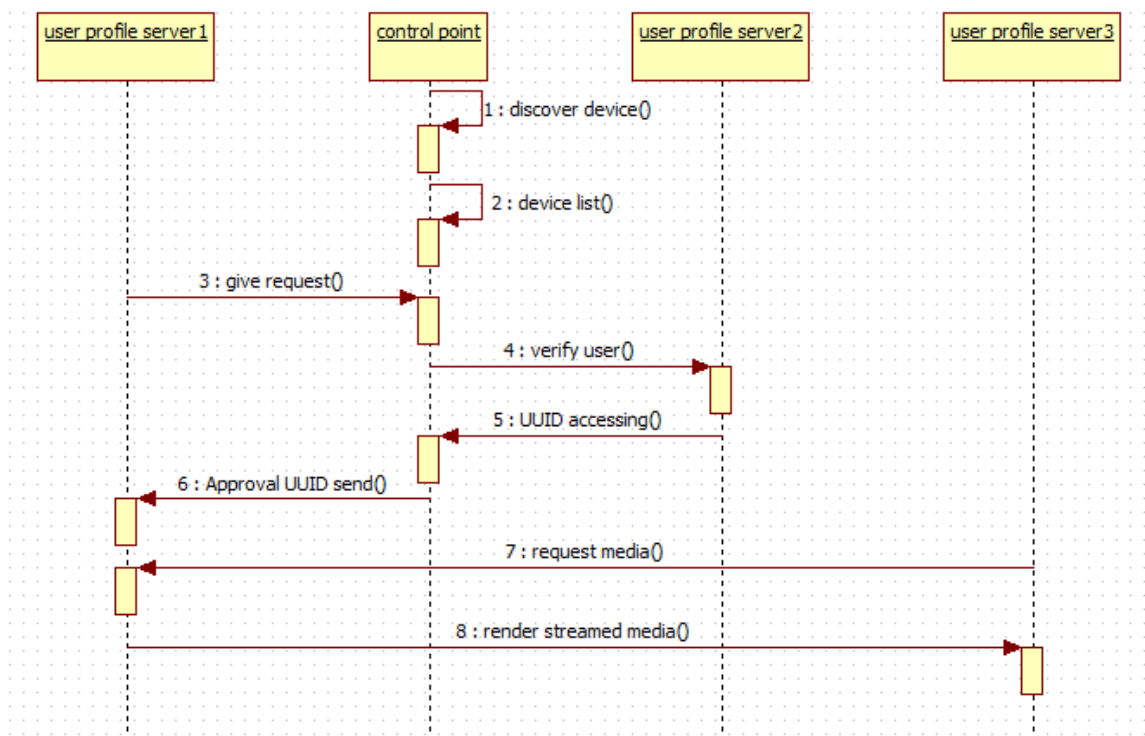 user profile server1
control point
user profile server2
user profile server3
1 : discover device()
2 : device list()
3 : give request()
4 : verify user()
5 : UUID accessing()
6 : Approval UUID send()
7 : request media()
8 : render streamed media()